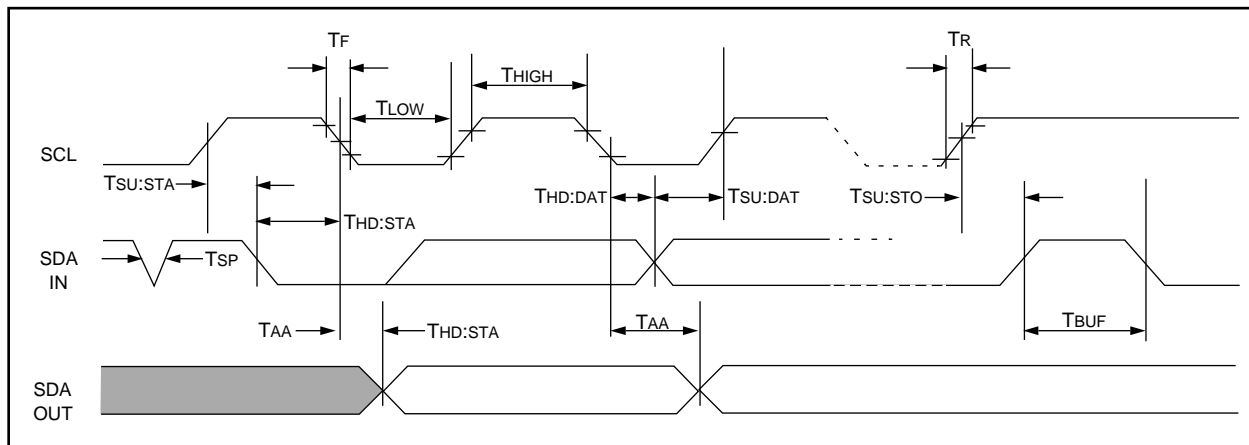 TF
TR
THIGH
TLOW
SCL
TSU:STA
THD:DAT
TSU:DAT
TSU:STO
THD:STA
SDA
IN
TSP
TAA
THD:STA
TAA
TBUF
SDA
OUT